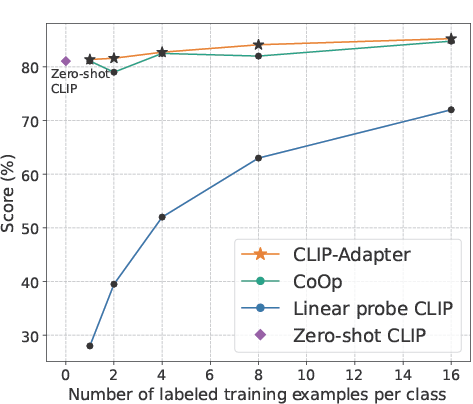 80
70
60
50
40
30
Score (%)
Zero-shot
CLIP
CLIP-Adapter
CoOp
Linear probe CLIP
Zero-shot CLIP
0 2 4 6 8 10 12 14 16
Number of labeled training examples per class